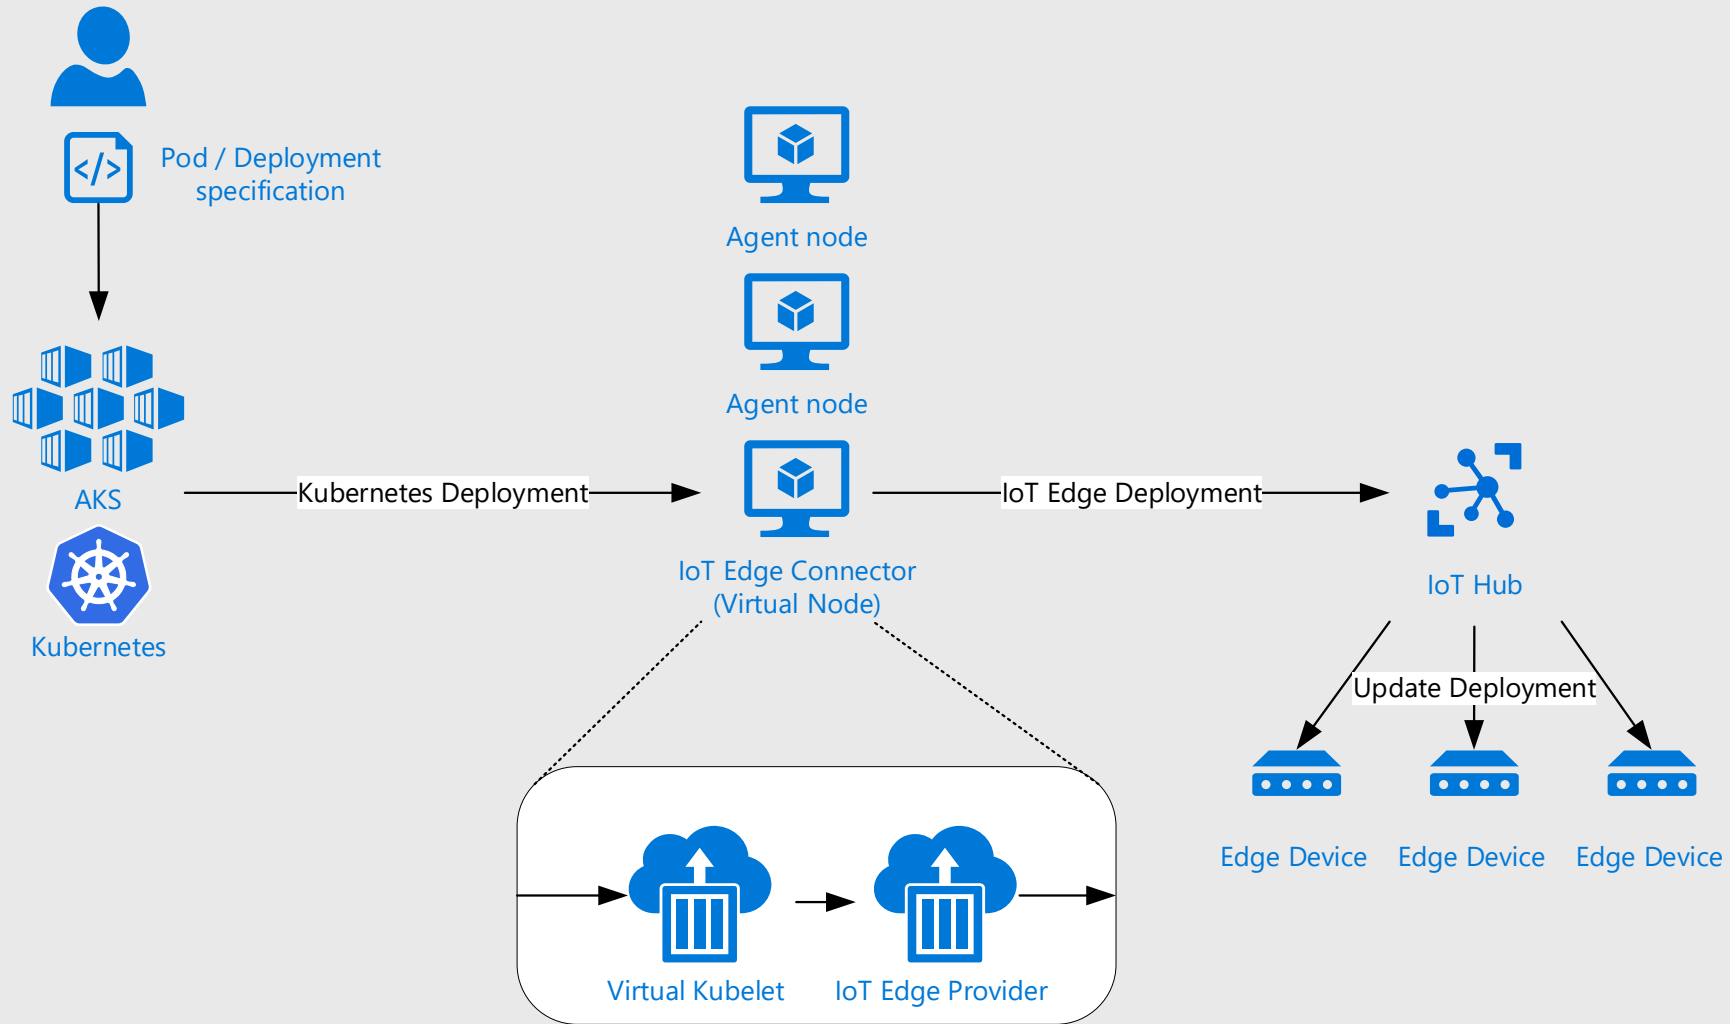 Pod / Deployment
specification
Agent node
Agent node
AKS
Kubernetes Deployment
IoT Edge Deployment
IoT Edge Connector
(Virtual Node)
IoT Hub
Kubernetes
Update Deployment
Edge Device
Edge Device
Edge Device
Virtual Kubelet
IoT Edge Provider